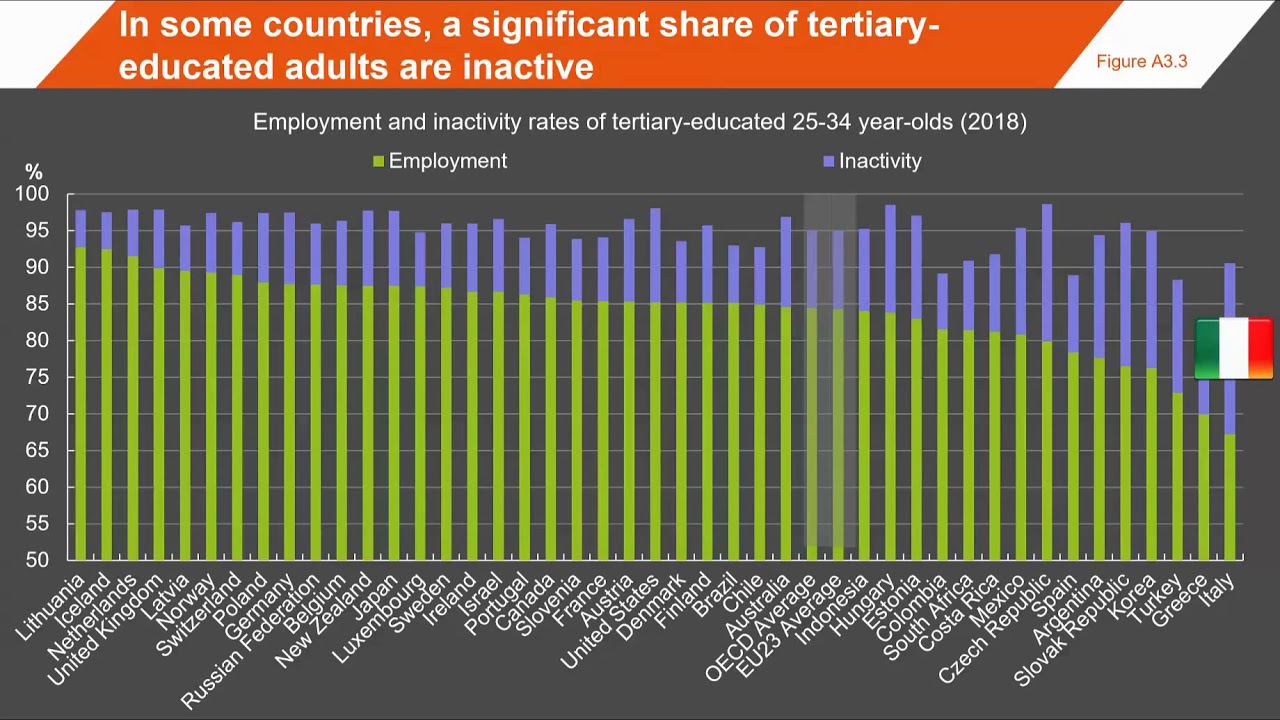 In some countries, a significant share of tertiary-
educated adults are inactive
Figure A3.3
Employment and inactivity rates of tertiary-educated 25-34 year-olds (2018)
Employment
Inactivity
%
100
95
90
85
80
75
70
65
60
55
50
Lithuania
Iceland
Netherlands
United Kingdom
Latvia
Norway
Switzerland
Poland
Germany
Russian Federation
Belgium
New Zealand
Japan
Luxembourg
Sweden
Ireland
Israel
Portugal
Canada
Slovenia
France
Austria
United States
Denmark
Finland
Brazil
Chile
Australia
OECD Average
EU23 Average
Indonesia
Hungary
Estonia
Colombia
South Africa
Costa Rica
Mexico
Czech Republic
Spain
Argentina
Slovak Republic
Korea
Turkey
Greece
Italy